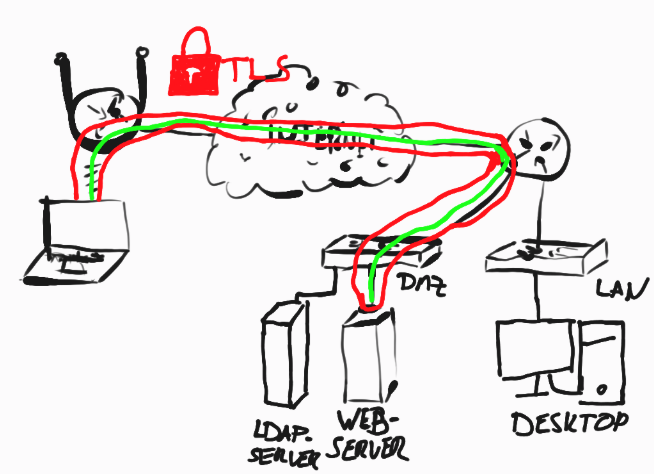 TLS
INTERNET
DMZ
LAN
LDAP-
SERVER
WEB-
SERVER
DESKTOP